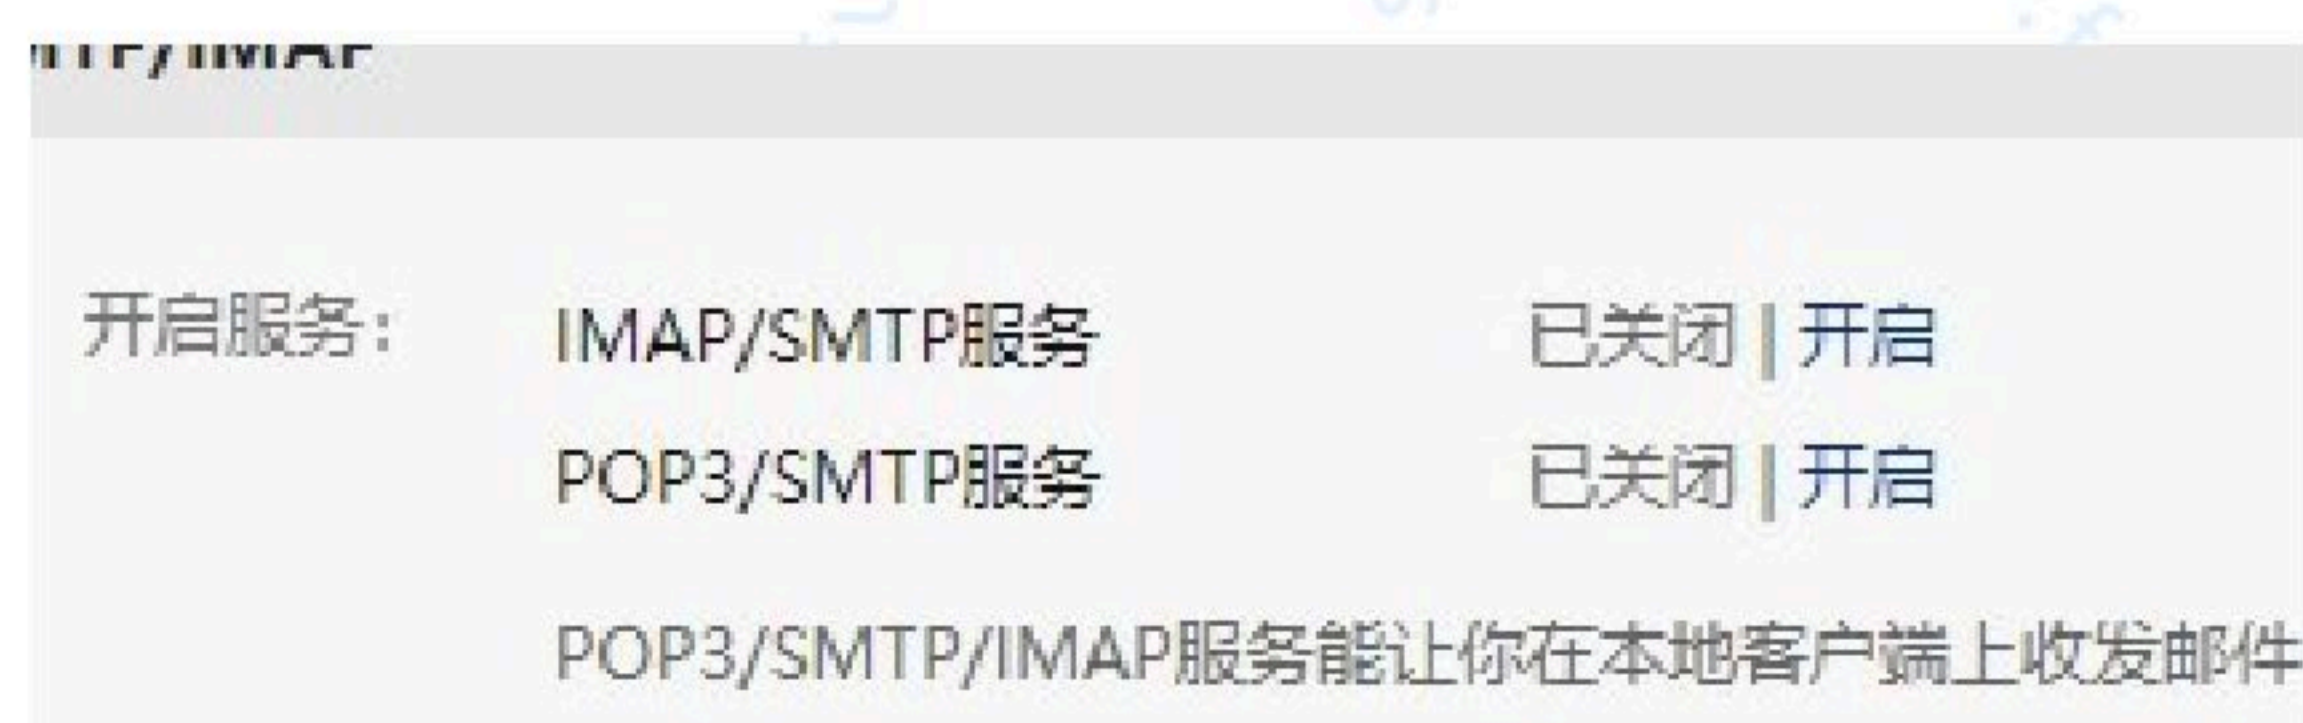 MTP/IMAP
开启服务：
IMAP/SMTP服务 已关闭 | 开启
POP3/SMTP服务 已关闭 | 开启
POP3/SMTP/IMAP服务能让你在本地客户端上收发邮件